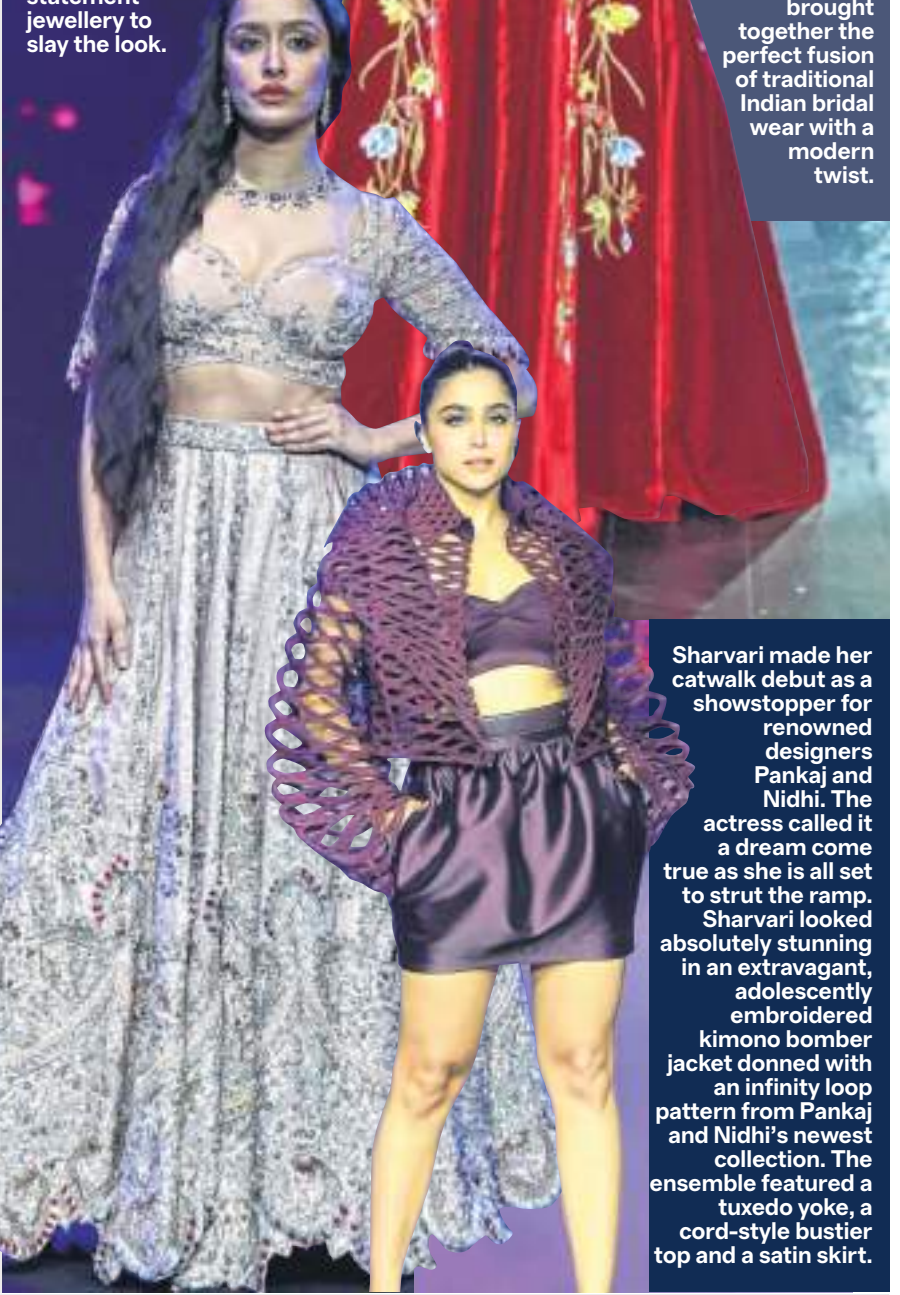 statement
jewellery to
slay the look.
brought
together the
perfect fusion
of traditional
Indian bridal
wear with a
modern
twist.
Sharvari made her
catwalk debut as a
showstopper for
renowned
designers
Pankaj and
Nidhi. The
actress called it
a dream come
true as she is all set
to strut the ramp.
Sharvari looked
absolutely stunning
in an extravagant,
adolescently
embroidered
kimono bomber
jacket donned with
an infinity loop
pattern from Pankaj
and Nidhi’s newest
collection. The
ensemble featured a
tuxedo yoke, a
cord-style bustier
top and a satin skirt.